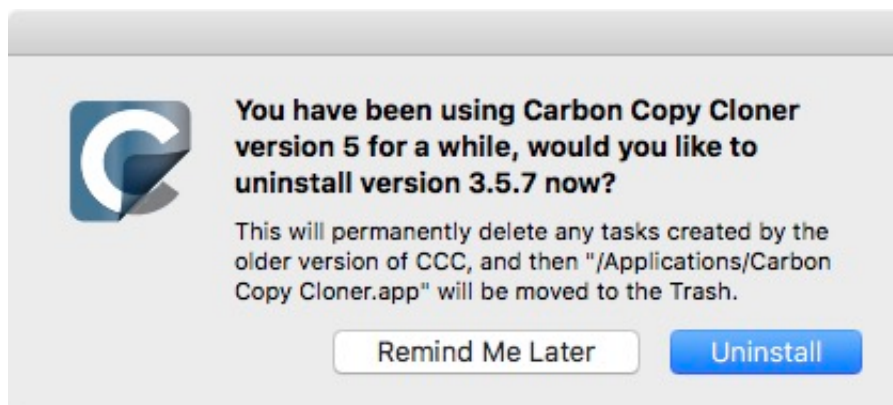 You have been using Carbon Copy Cloner
version 5 for a while, would you like to
uninstall version 3.5.7 now?
This will permanently delete any tasks created by the
older version of CCC, and then "/Applications/Carbon
Copy Cloner.app" will be moved to the Trash.
Remind Me Later Uninstall